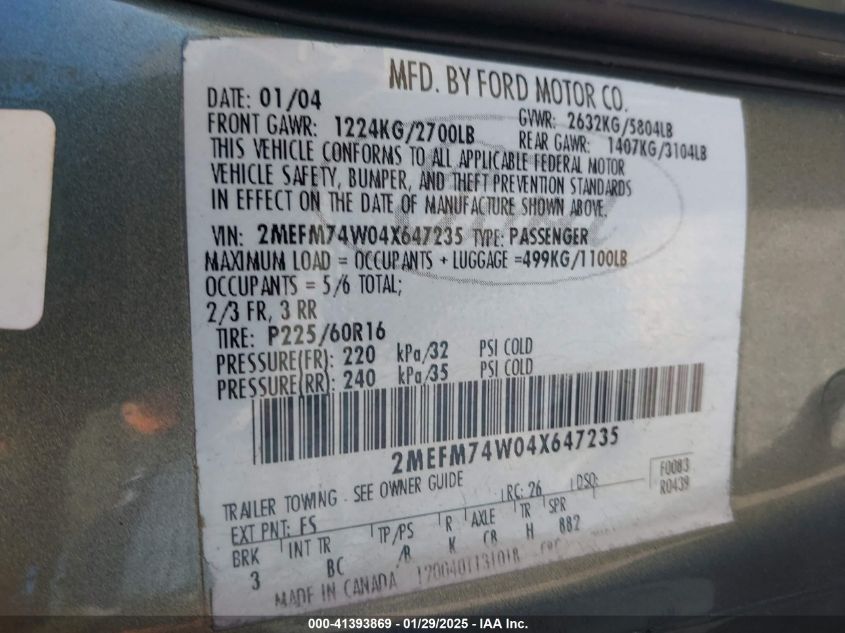 MFD. BY FORD MOTOR CO.
DATE: 01/04 GVWR: 2632KG/5804LB
FRONT GAWR: 1224KG/2700LB REAR GAWR: 1407KG/3104LB
THIS VEHICLE CONFORMS TO ALL APPLICABLE FEDERAL MOTOR
VEHICLE SAFETY, BUMPER, AND THEFT PREVENTION STANDARDS
IN EFFECT ON THE DATE OF MANUFACTURE SHOWN ABOVE.
VIN: 2MEFM74W04X647235 TYPE: PASSENGER
MAXIMUM LOAD = OCCUPANTS + LUGGAGE =499KG/1100LB
OCCUPANTS = 5/6 TOTAL;
2/3 FR, 3 RR
TIRE: P225/60R16
PRESSURE(FR): 220 kPa/32 PSI COLD
PRESSURE(RR): 240 kPa/35 PSI COLD
2MEFM74W04X647235
TRAILER TOWING - SEE OWNER GUIDE
F0083
R0439
EXT PNT: FS RC: 26 DSO:
BRK INT TR TP/PS R AXLE TR SPR
3 BC /B K C8 H 882
MADE IN CANADA
000-41393869 - 01/29/2025 - IAA Inc.